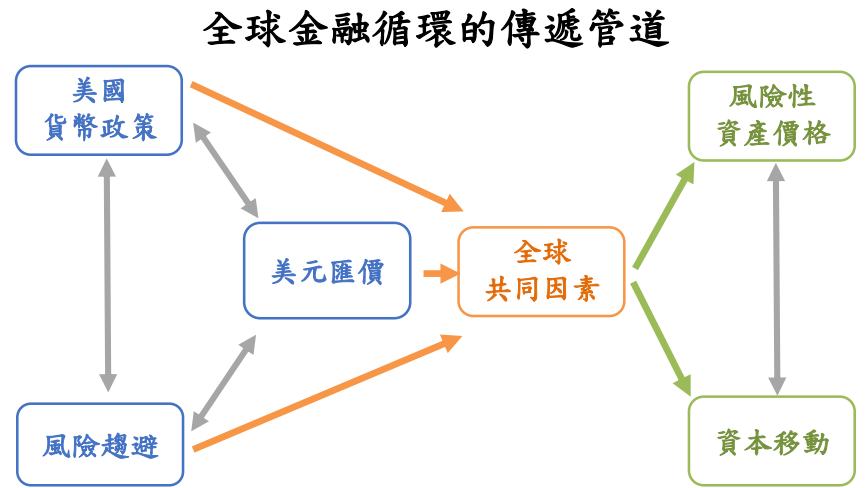 全球金融循環的傳遞管道
美國
貨幣政策
風險性
資產價格
美元匯價
全球
共同因素
風險趨避
資本移動